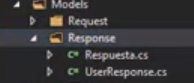 Models
Request
Response
C# Respuesta.cs
C# UserResponse.cs